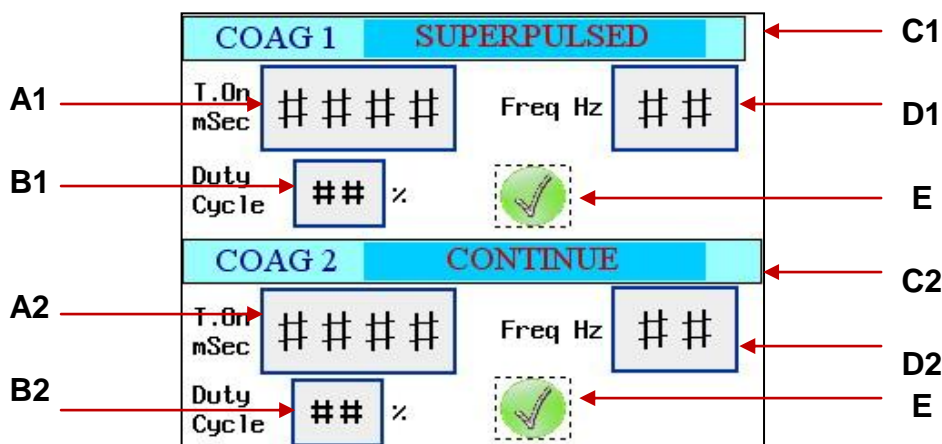 COAG 1 SUPERPULSED C1
A1 T.On mSec # # # # Freq Hz # # D1
B1 Duty Cycle ## % E
COAG 2 CONTINUE C2
A2 T.On mSec # # # # Freq Hz # # D2
B2 Duty Cycle ## % E